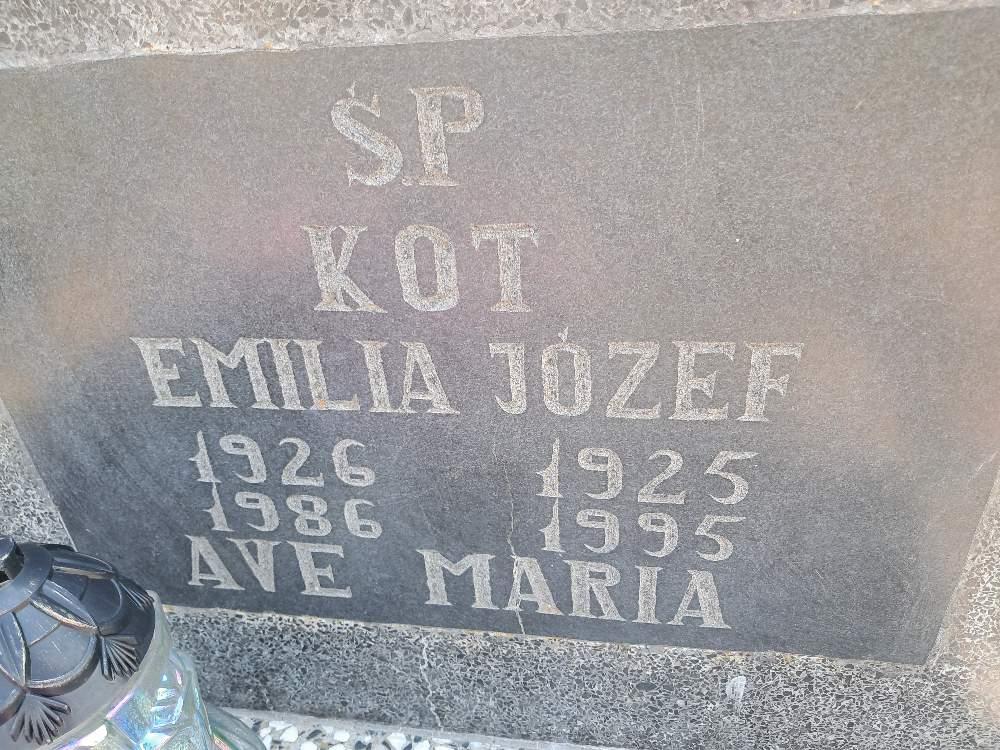 Ś.P
KOT
EMILIA JÓZEF
1926 1925
1986 1995
AVE MARIA